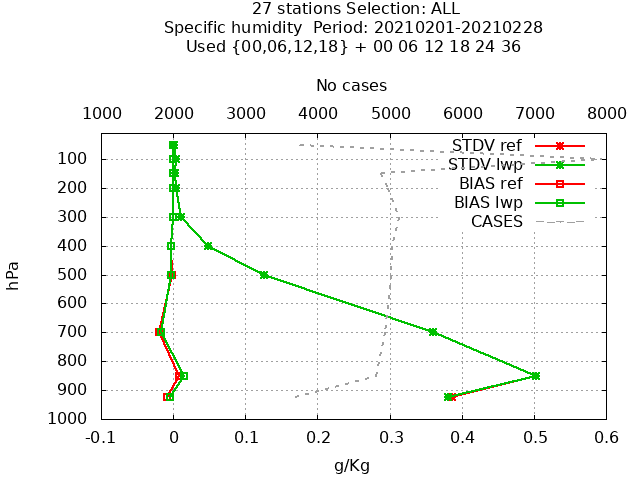 27 stations Selection: ALL
Specific humidity  Period: 20210201-20210228
Used {00,06,12,18} + 00 06 12 18 24 36
No cases
1000 2000 3000 4000 5000 6000 7000 8000
STDV ref
STDV lwp
BIAS ref
BIAS lwp
CASES
hPa
100
200
300
400
500
600
700
800
900
1000
-0.1 0 0.1 0.2 0.3 0.4 0.5 0.6
g/Kg